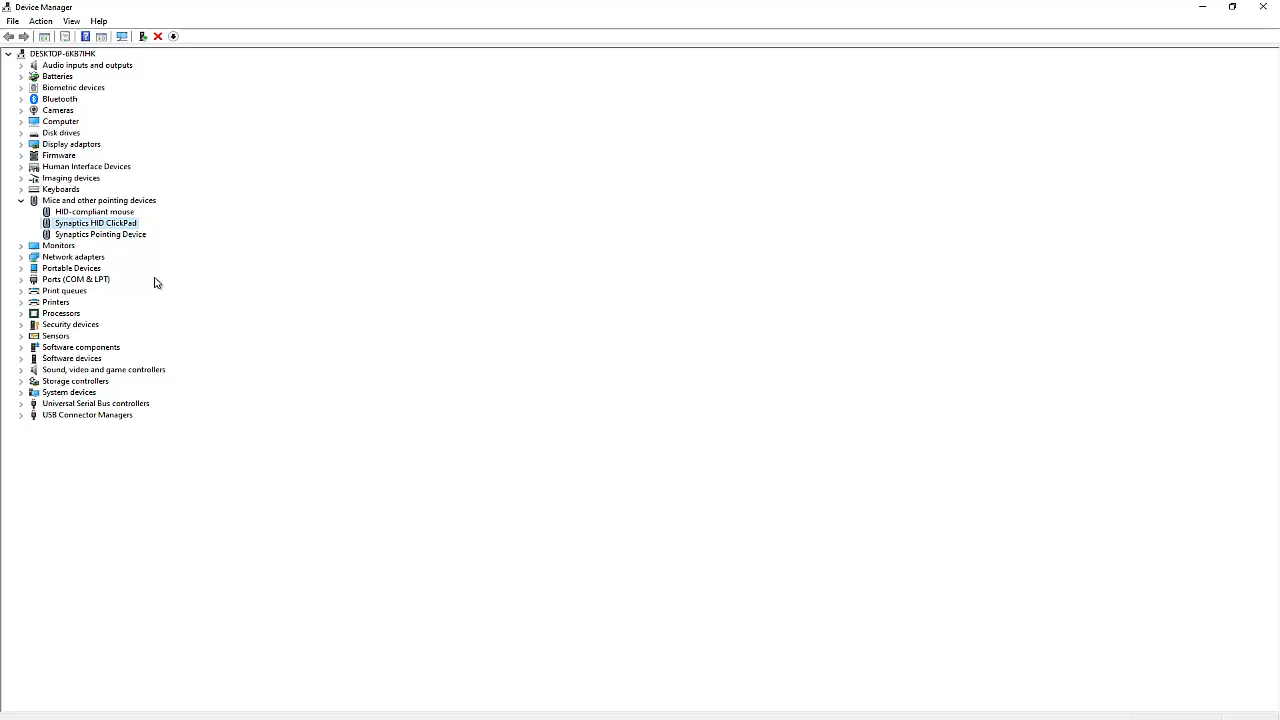 Device Manager
File Action View Help
DESKTOP-6KB7IHK
Audio inputs and outputs
Batteries
Biometric devices
Bluetooth
Cameras
Computer
Disk drives
Display adaptors
Firmware
Human Interface Devices
Imaging devices
Keyboards
Mice and other pointing devices
HID-compliant mouse
Synaptics HID ClickPad
Synaptics Pointing Device
Monitors
Network adapters
Portable Devices
Ports (COM & LPT)
Print queues
Printers
Processors
Security devices
Sensors
Software components
Software devices
Sound, video and game controllers
Storage controllers
System devices
Universal Serial Bus controllers
USB Connector Managers